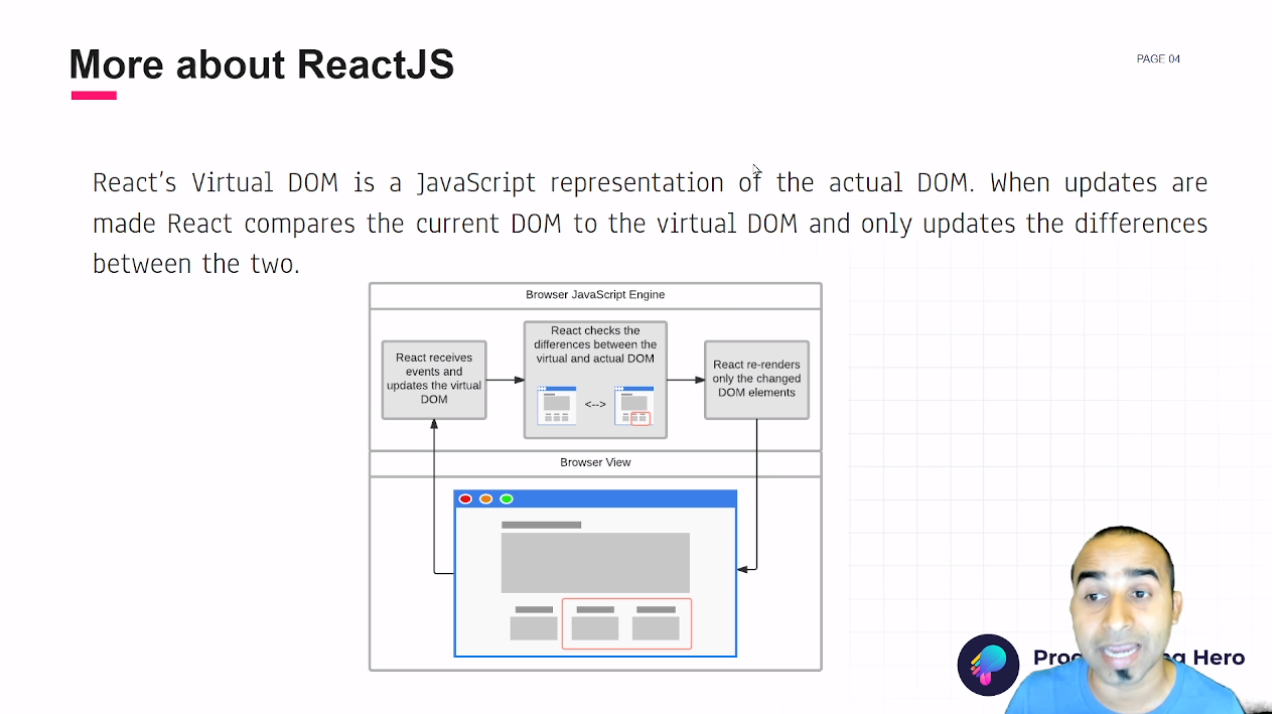 More about ReactJS
PAGE 04
React's Virtual DOM is a JavaScript representation of the actual DOM. When updates are
made React compares the current DOM to the virtual DOM and only updates the differences
between the two.
Browser JavaScript Engine
React receives
events and
updates the virtual
DOM
React checks the
differences between the
virtual and actual DOM
<-->
React re-renders
only the changed
DOM elements
Browser View
Hero